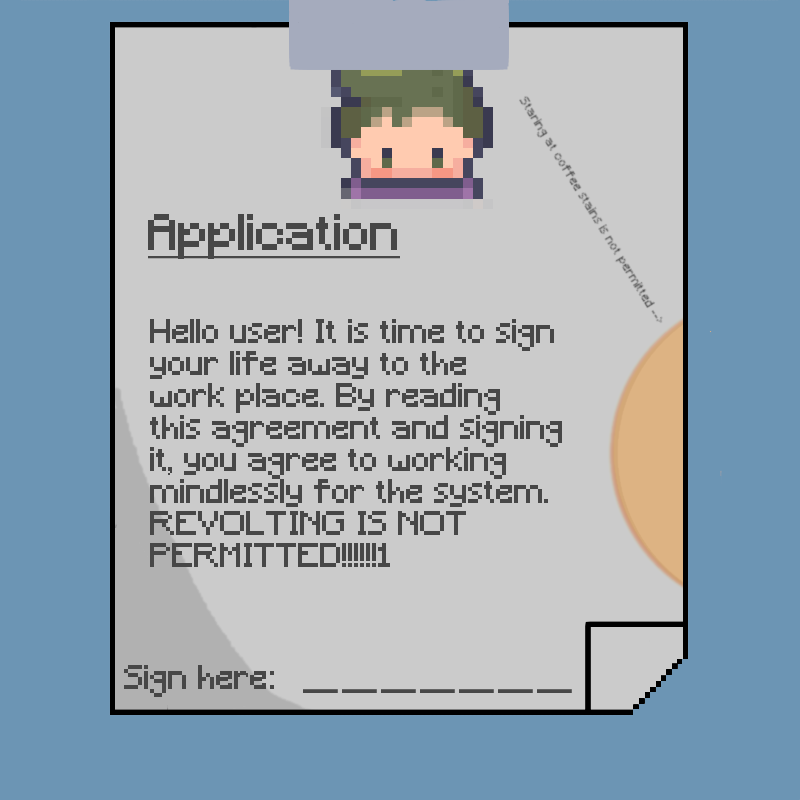 Staring at coffee stains is not permitted -->
Application
Hello user! It is time to sign
your life away to the
work place. By reading
this agreement and signing
it, you agree to working
mindlessly for the system.
REVOLTING IS NOT
PERMITTED!!!!!!1
Sign here: _______